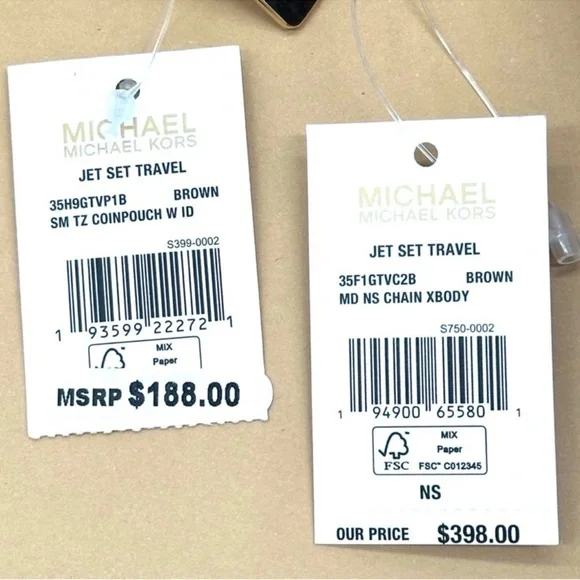 MICHAEL
MICHAEL KORS
JET SET TRAVEL
35H9GTVP1B BROWN
SM TZ COINPOUCH W ID
S399-0002
1 93599 22272 1
MIX
Paper
MSRP $188.00
MICHAEL
MICHAEL KORS
JET SET TRAVEL
35F1GTVC2B BROWN
MD NS CHAIN XBODY
S750-0002
1 94900 65580 1
MIX
Paper
FSC FSC™ C012345
NS
OUR PRICE $398.00